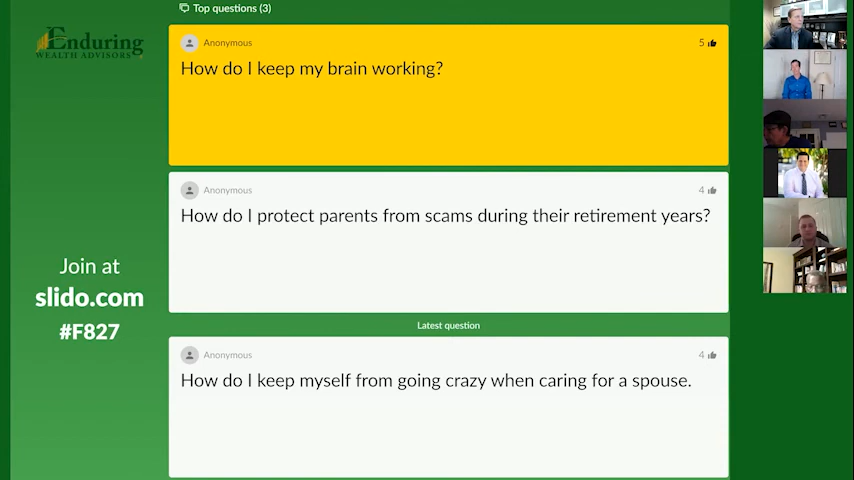 Top questions (3)
Enduring
WEALTH ADVISORS
Anonymous
5
How do I keep my brain working?
Anonymous
4
How do I protect parents from scams during their retirement years?
Join at
slido.com
#F827
Latest question
Anonymous
4
How do I keep myself from going crazy when caring for a spouse.